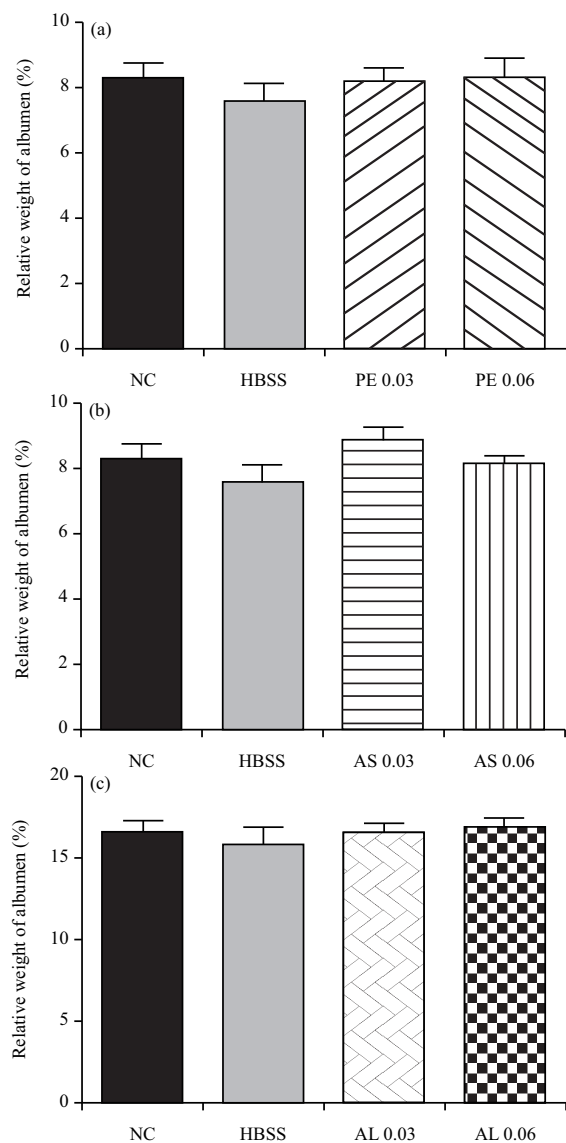 (a)
Relative weight of albumen (%)
10
8
6
4
2
0
NC HBSS PE 0.03 PE 0.06
(b)
Relative weight of albumen (%)
10
8
6
4
2
0
NC HBSS AS 0.03 AS 0.06
(c)
Relative weight of albumen (%)
20
15
10
5
0
NC HBSS AL 0.03 AL 0.06